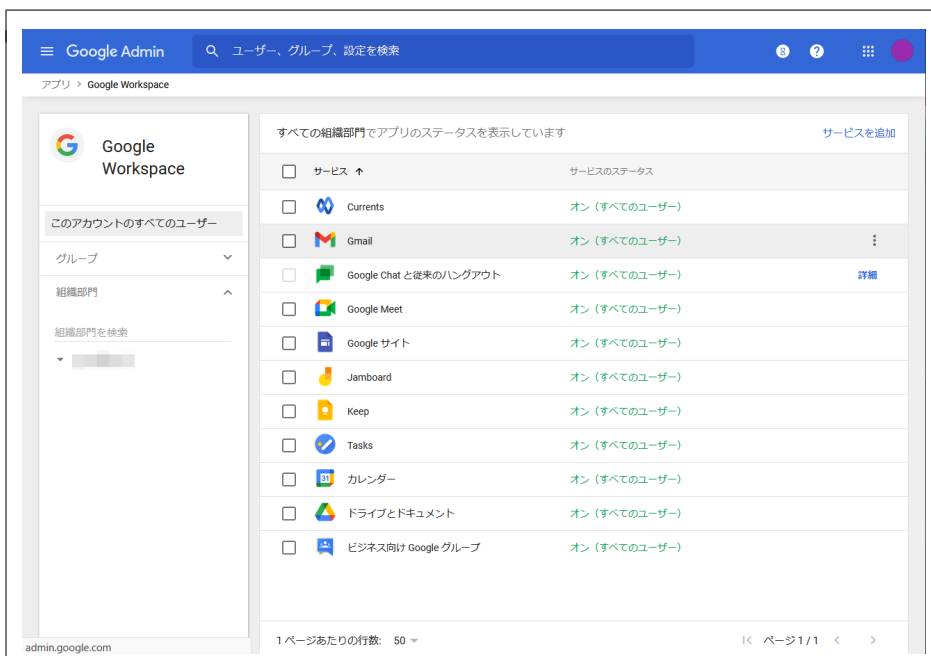 Google Admin
ユーザー、グループ、設定を検索
8 ?
アプリ > Google Workspace
Google
Workspace
このアカウントのすべてのユーザー
グループ
組織部門
組織部門を検索
すべての組織部門でアプリのステータスを表示しています
サービスを追加
サービス ↑ サービスのステータス
Currents オン（すべてのユーザー）
Gmail オン（すべてのユーザー）
Google Chat と従来のハングアウト オン（すべてのユーザー） 詳細
Google Meet オン（すべてのユーザー）
Google サイト オン（すべてのユーザー）
Jamboard オン（すべてのユーザー）
Keep オン（すべてのユーザー）
Tasks オン（すべてのユーザー）
31 カレンダー オン（すべてのユーザー）
ドライブとドキュメント オン（すべてのユーザー）
ビジネス向け Google グループ オン（すべてのユーザー）
1 ページあたりの行数: 50
ページ 1 / 1
admin.google.com